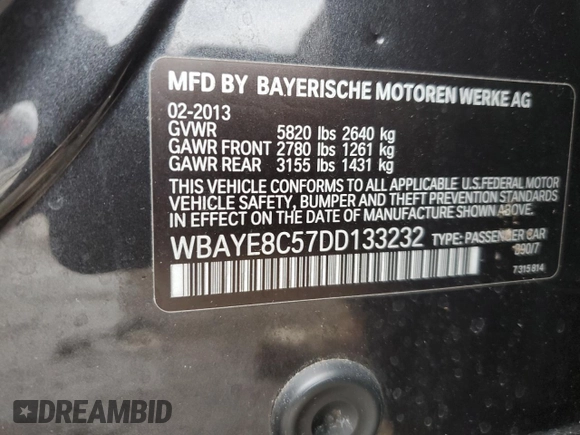 MFD BY BAYERISCHE MOTOREN WERKE AG
02-2013
GVWR 5820 lbs 2640 kg
GAWR FRONT 2780 lbs 1261 kg
GAWR REAR 3155 lbs 1431 kg
THIS VEHICLE CONFORMS TO ALL APPLICABLE U.S.FEDERAL MOTOR
VEHICLE SAFETY, BUMPER AND THEFT PREVENTION STANDARDS
IN EFFECT ON THE DATE OF MANUFACTURE SHOWN ABOVE.
WBAYE8C57DD133232 TYPE: PASSENGER CAR
890/7
7315814
DREAMBID